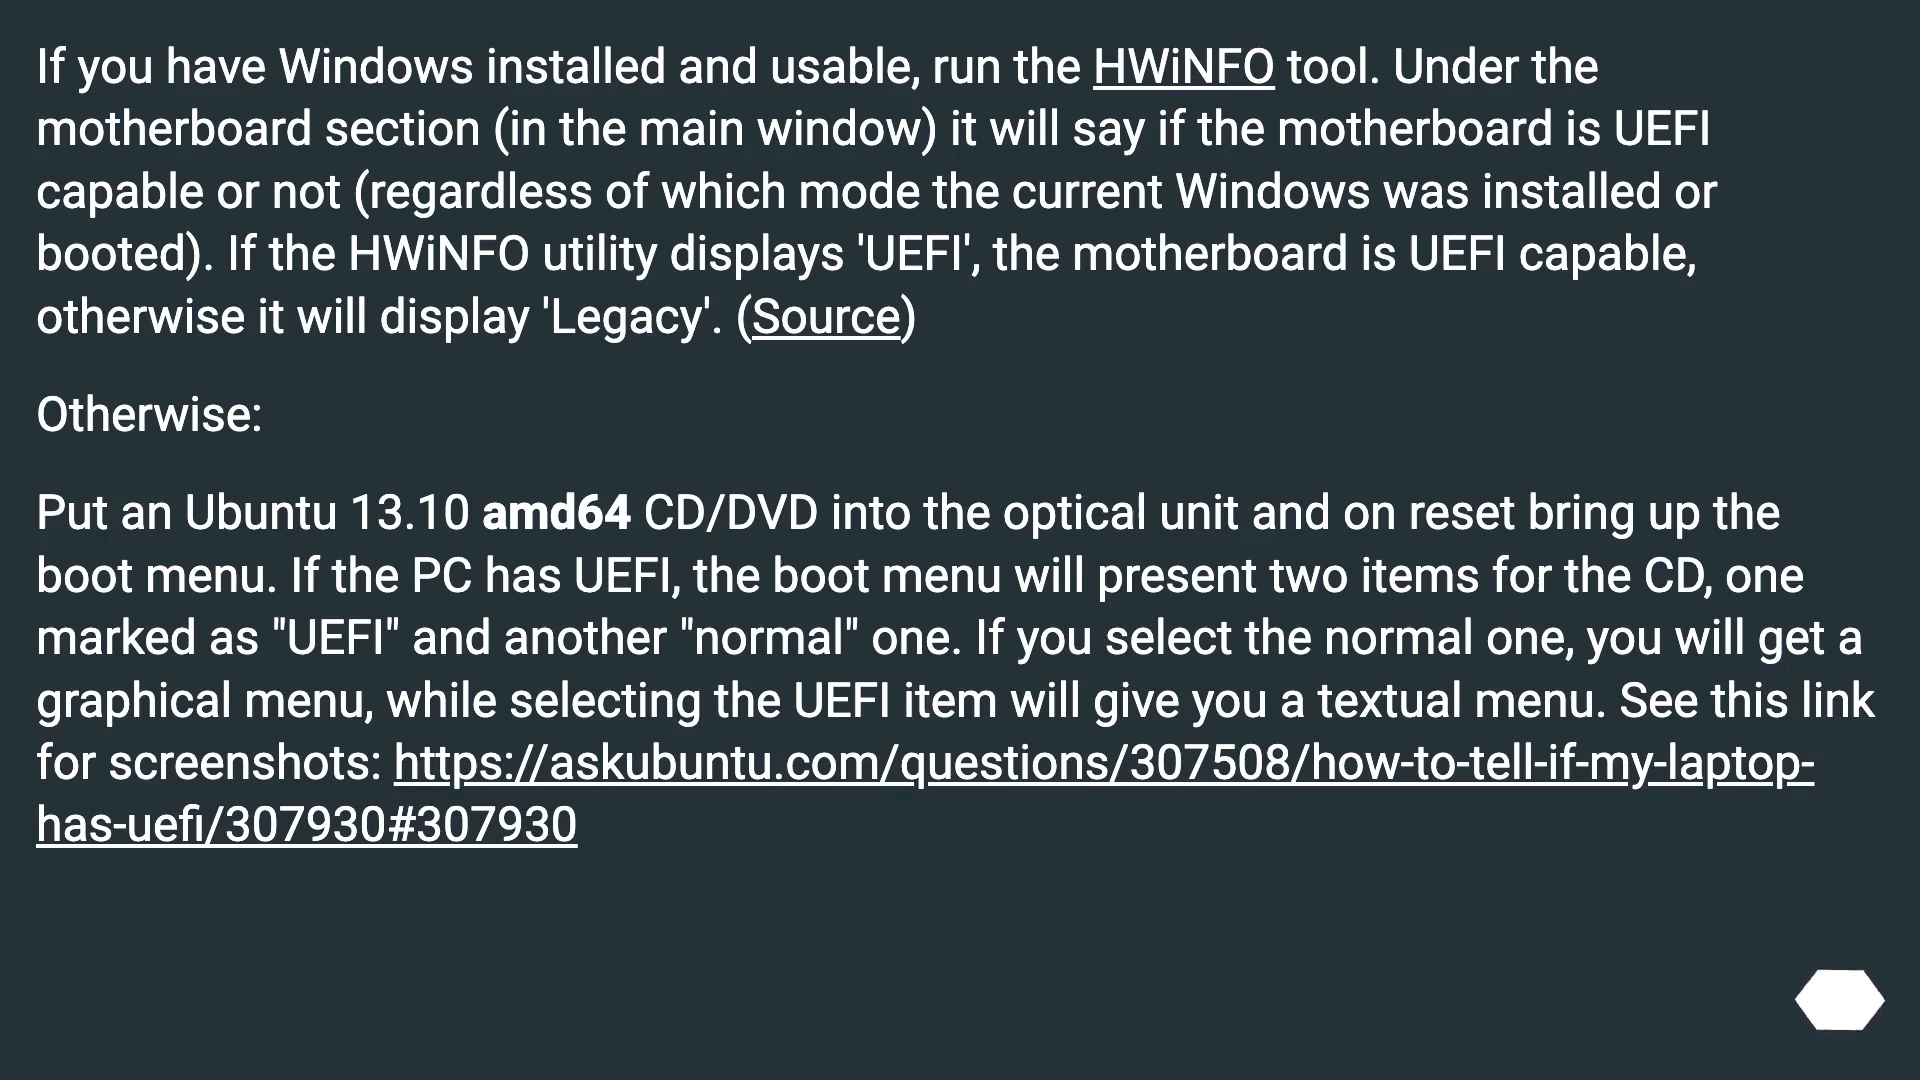 If you have Windows installed and usable, run the HWiNFO tool. Under the
motherboard section (in the main window) it will say if the motherboard is UEFI
capable or not (regardless of which mode the current Windows was installed or
booted). If the HWiNFO utility displays 'UEFI', the motherboard is UEFI capable,
otherwise it will display 'Legacy'. (Source)
Otherwise:
Put an Ubuntu 13.10 amd64 CD/DVD into the optical unit and on reset bring up the
boot menu. If the PC has UEFI, the boot menu will present two items for the CD, one
marked as "UEFI" and another "normal" one. If you select the normal one, you will get a
graphical menu, while selecting the UEFI item will give you a textual menu. See this link
for screenshots: https://askubuntu.com/questions/307508/how-to-tell-if-my-laptop-
has-uefi/307930#307930